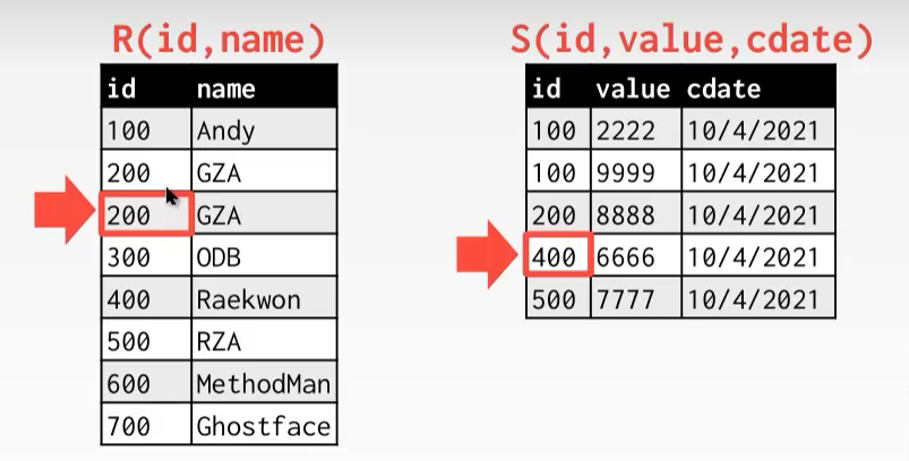 R(id,name)
id name
100 Andy
200 GZA
200 GZA
300 ODB
400 Raekwon
500 RZA
600 MethodMan
700 Ghostface
S(id,value,cdate)
id value cdate
100 2222 10/4/2021
100 9999 10/4/2021
200 8888 10/4/2021
400 6666 10/4/2021
500 7777 10/4/2021